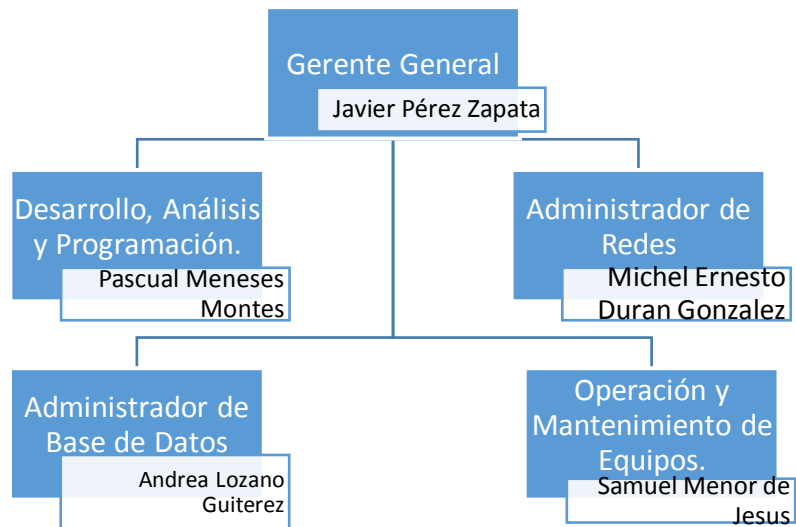 Gerente General
Javier Pérez Zapata
Desarrollo, Análisis
y Programación.
Pascual Meneses
Montes
Administrador de
Redes
Michel Ernesto
Duran Gonzalez
Administrador de
Base de Datos
Andrea Lozano
Guiterez
Operación y
Mantenimiento de
Equipos.
Samuel Menor de
Jesus